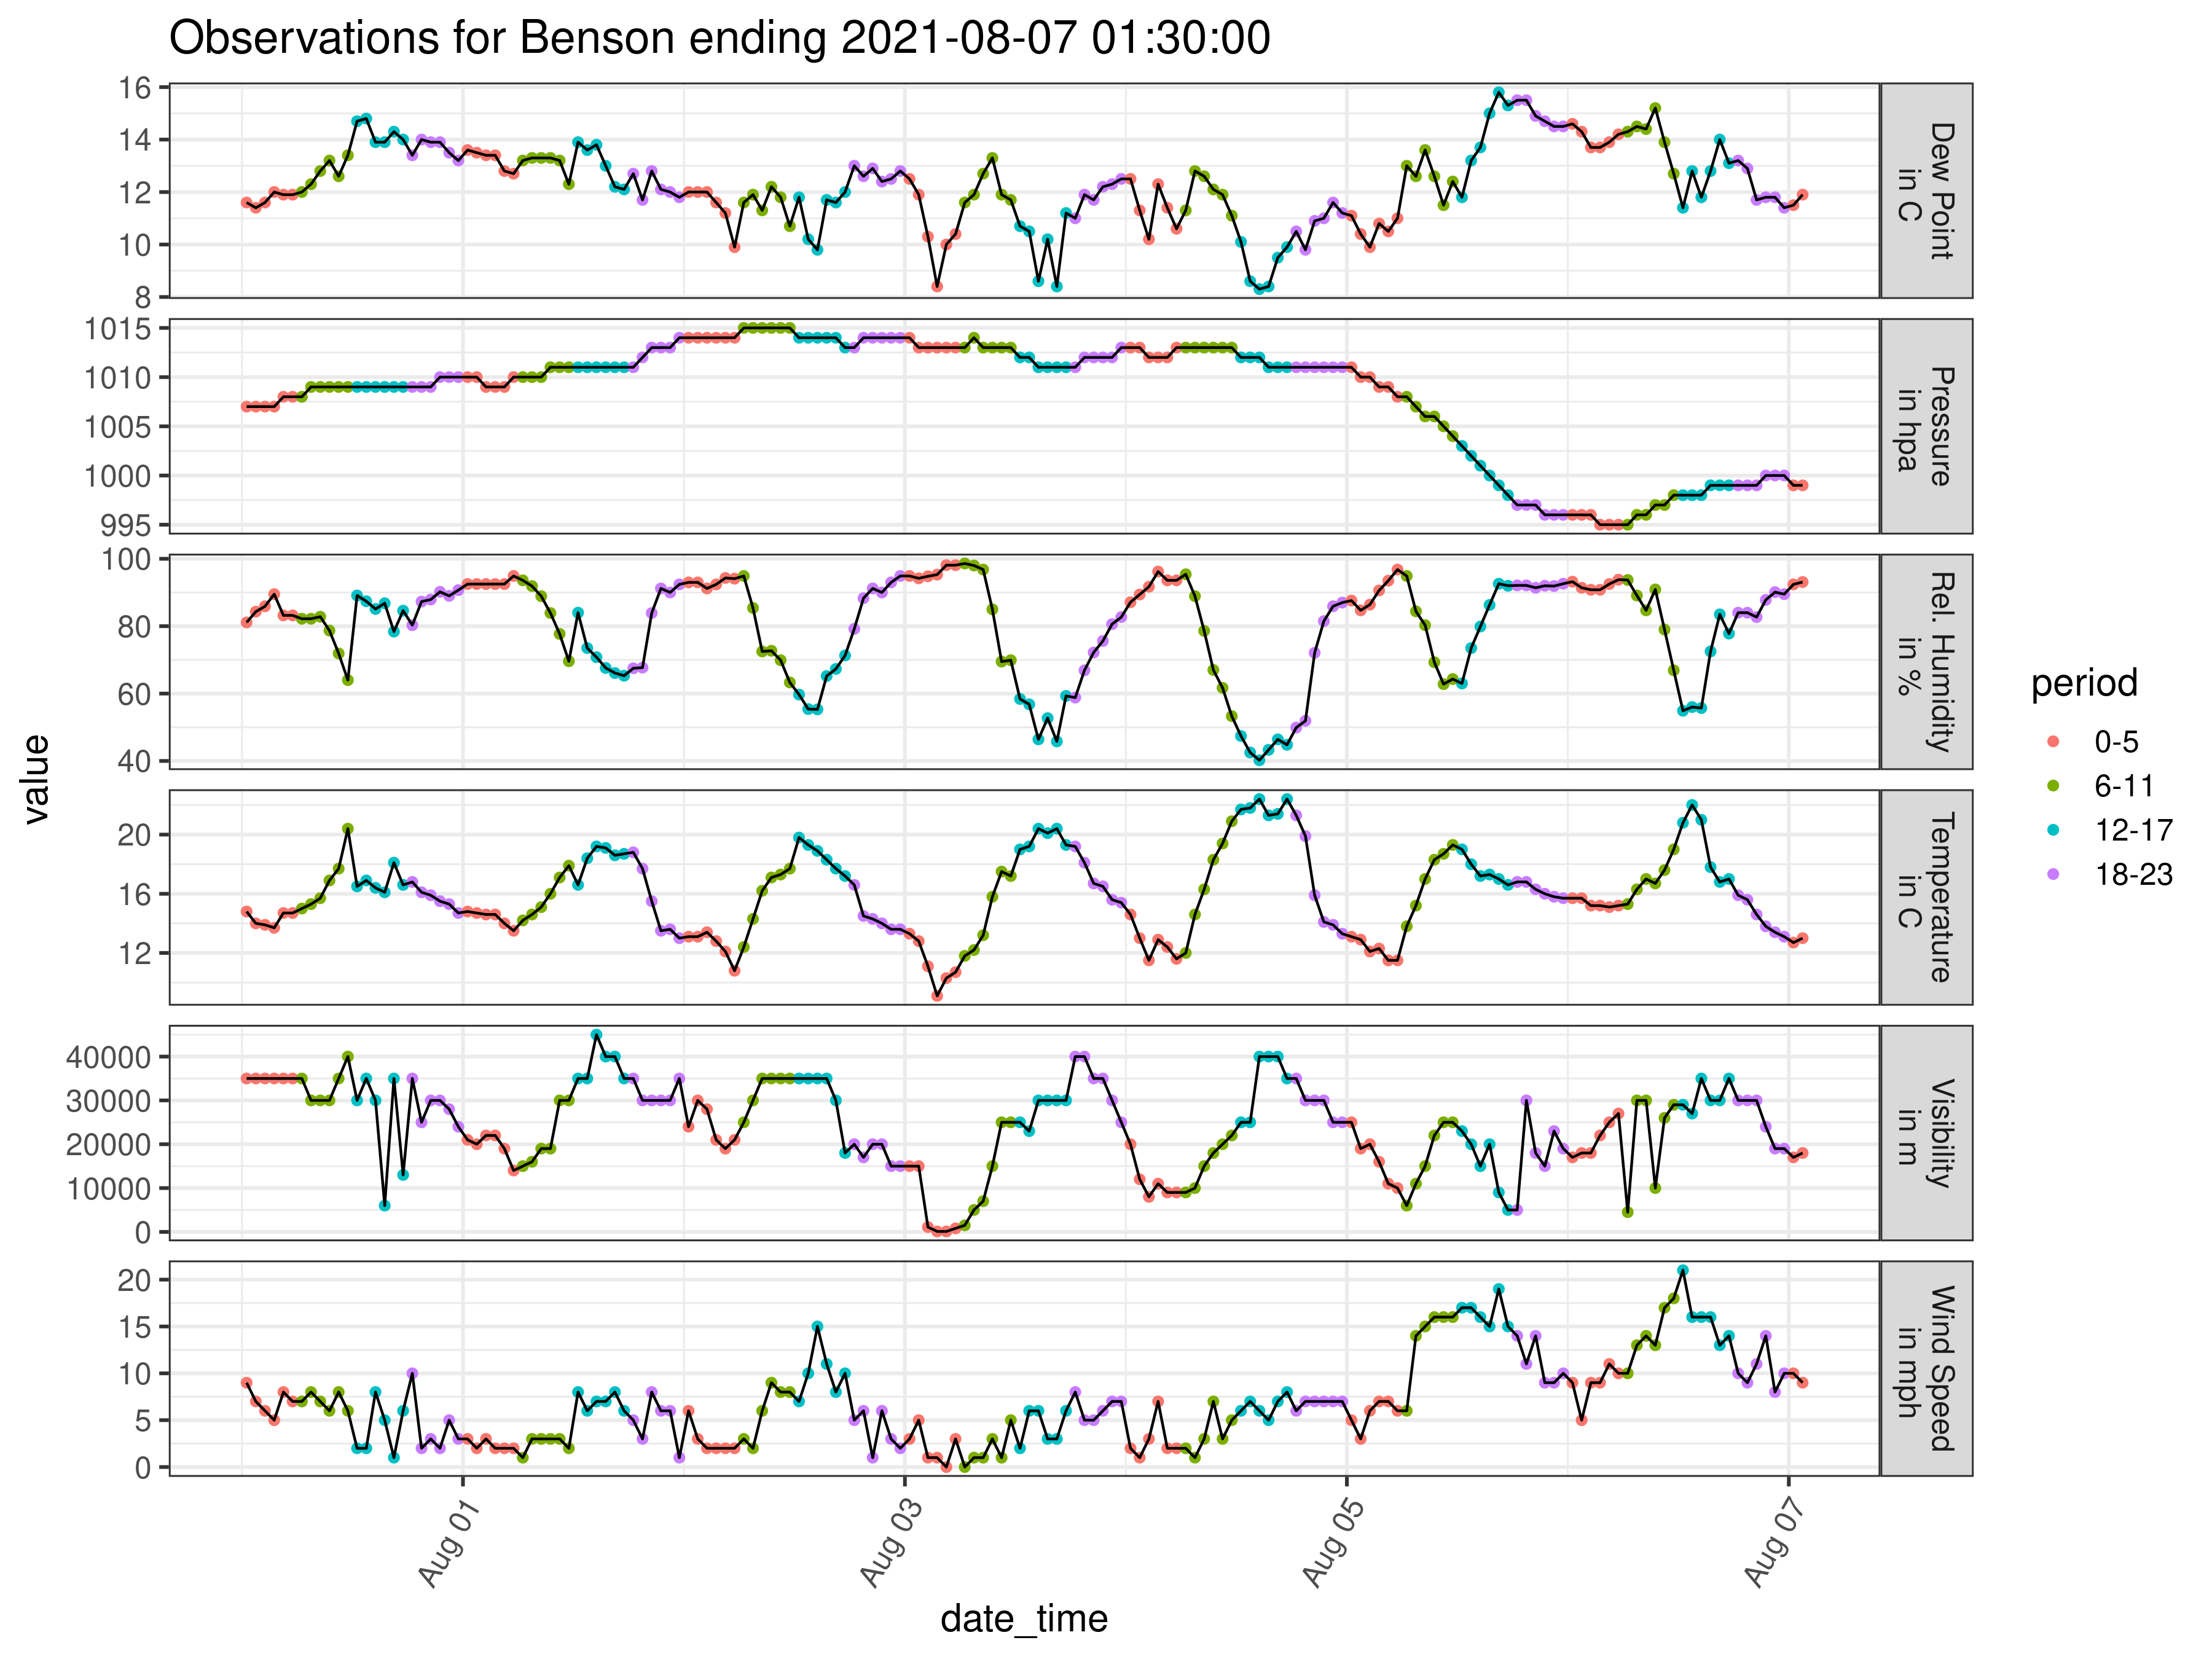 Observations for Benson ending 2021-08-07 01:30:00
value
16
14
12
10
8
Dew Point
in C
1015
1010
1005
1000
995
Pressure
in hpa
100
80
60
40
Rel. Humidity
in %
20
16
12
Temperature
in C
40000
30000
20000
10000
0
Visibility
in m
20
15
10
5
0
Wind Speed
in mph
Aug 01
Aug 03
Aug 05
Aug 07
date_time
period
0-5
6-11
12-17
18-23